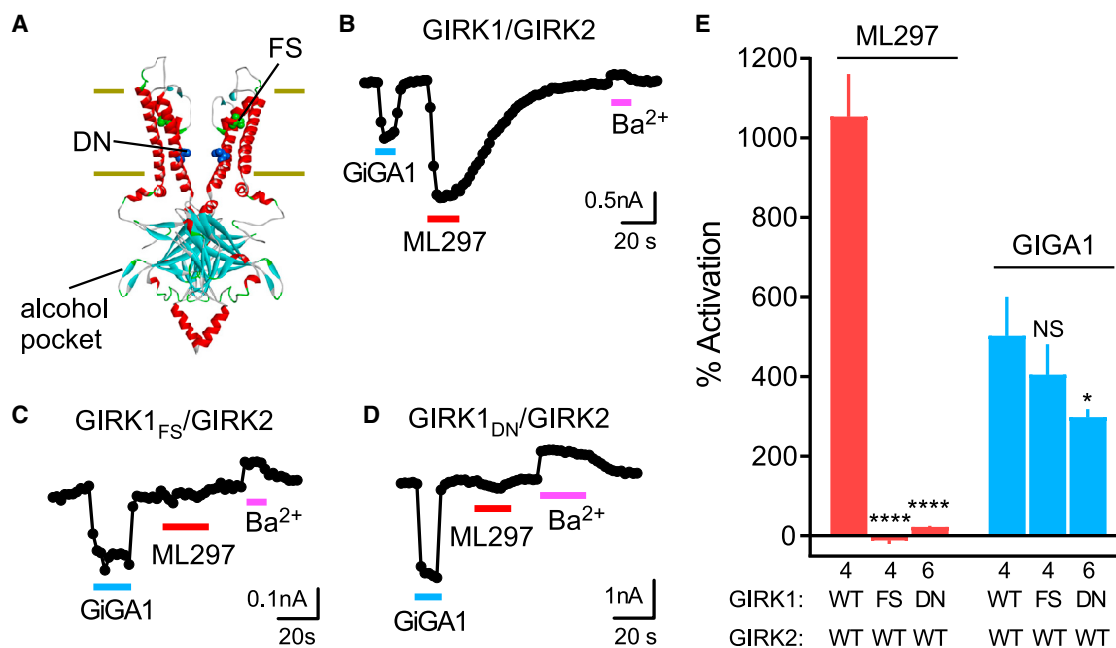 A
FS
DN
alcohol
pocket
B
GIRK1/GIRK2
GiGA1
ML297
Ba2+
0.5nA
20 s
C
GIRK1FS/GIRK2
GiGA1
ML297
Ba2+
0.1nA
20s
D
GIRK1DN/GIRK2
GiGA1
ML297
Ba2+
1nA
20 s
E
% Activation
1200
1000
800
600
400
200
0
ML297
GIGA1
**** ****
NS
*
4 4 6 4 4 6
GIRK1: WT FS DN WT FS DN
GIRK2: WT WT WT WT WT WT